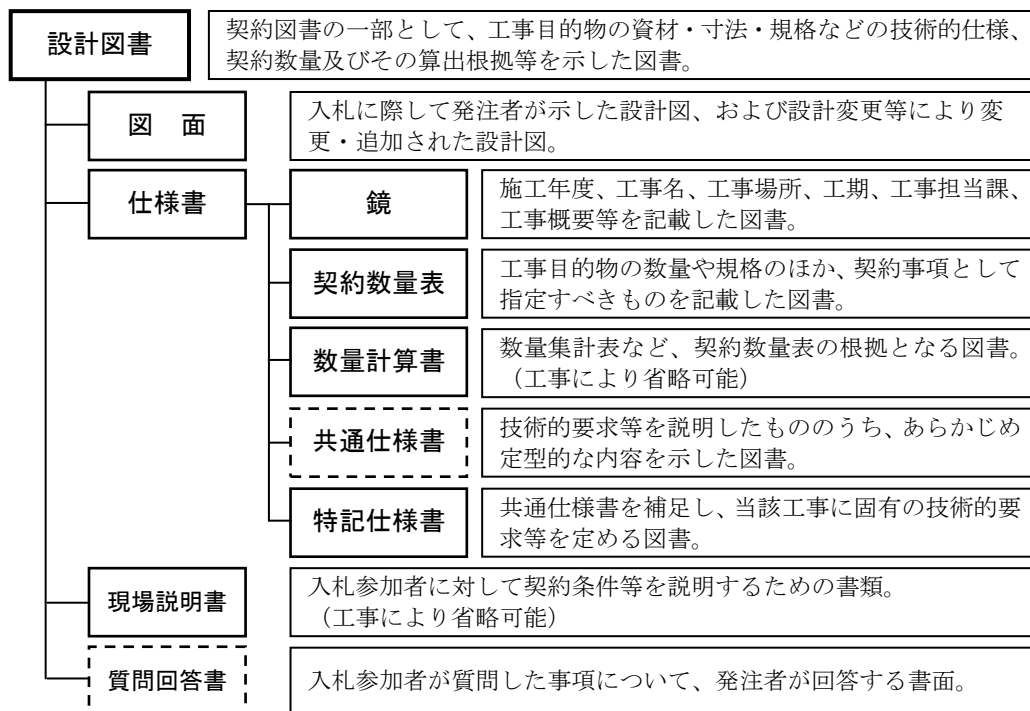 設計図書
契約図書の一部として、工事目的物の資材・寸法・規格などの技術的仕様、
契約数量及びその算出根拠等を示した図書。
図　面
入札に際して発注者が示した設計図、および設計変更等により変
更・追加された設計図。
仕様書
鏡
施工年度、工事名、工事場所、工期、工事担当課、
工事概要等を記載した図書。
契約数量表
工事目的物の数量や規格のほか、契約事項として
指定すべきものを記載した図書。
数量計算書
数量集計表など、契約数量表の根拠となる図書。
（工事により省略可能）
共通仕様書
技術的要求等を説明したもののうち、あらかじめ
定型的な内容を示した図書。
特記仕様書
共通仕様書を補足し、当該工事に固有の技術的要
求等を定める図書。
現場説明書
入札参加者に対して契約条件等を説明するための書類。
（工事により省略可能）
質問回答書
入札参加者が質問した事項について、発注者が回答する書面。